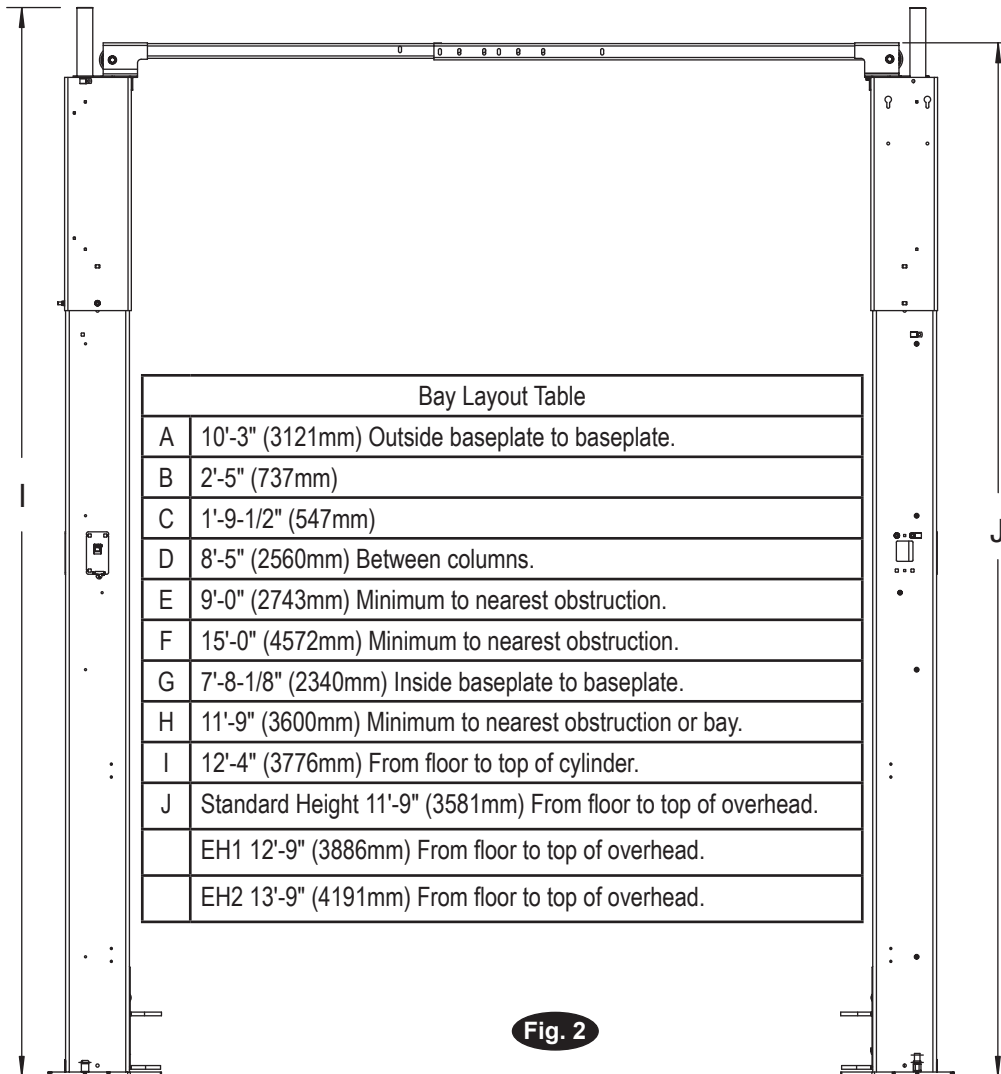 I
J
Bay Layout Table
A 10'-3" (3121mm) Outside baseplate to baseplate.
B 2'-5" (737mm)
C 1'-9-1/2" (547mm)
D 8'-5" (2560mm) Between columns.
E 9'-0" (2743mm) Minimum to nearest obstruction.
F 15'-0" (4572mm) Minimum to nearest obstruction.
G 7'-8-1/8" (2340mm) Inside baseplate to baseplate.
H 11'-9" (3600mm) Minimum to nearest obstruction or bay.
I 12'-4" (3776mm) From floor to top of cylinder.
J Standard Height 11'-9" (3581mm) From floor to top of overhead.
EH1 12'-9" (3886mm) From floor to top of overhead.
EH2 13'-9" (4191mm) From floor to top of overhead.
Fig. 2